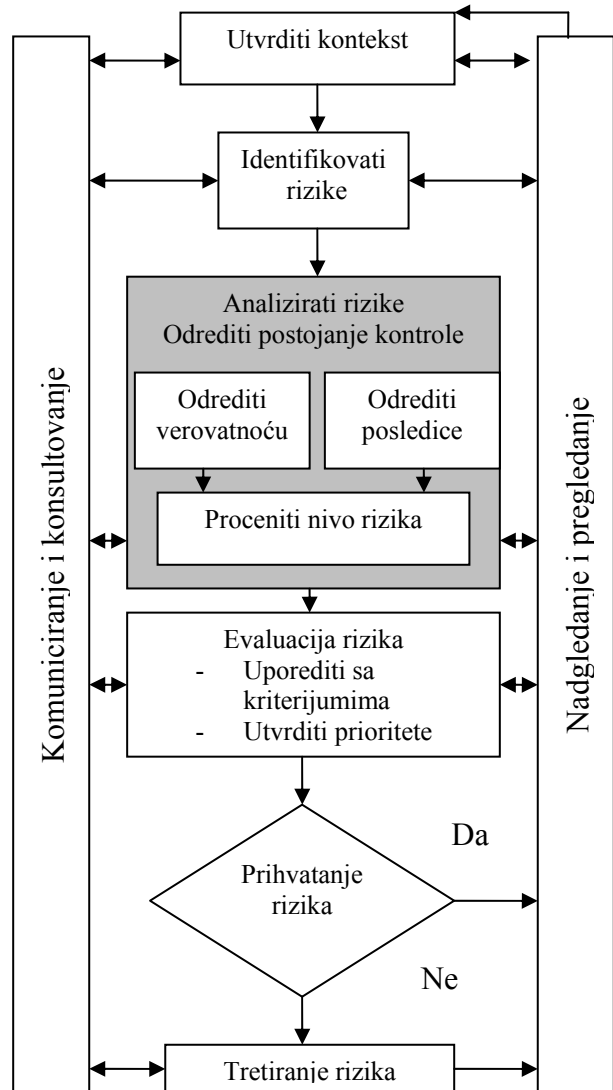 Utvrditi kontekst
Identifikovati
rizike
Analizirati rizike
Odrediti postojanje kontrole
Odrediti
verovatnoću
Odrediti
posledice
Proceniti nivo rizika
Evaluacija rizika
- Uporediti sa
kriterijumima
- Utvrditi prioritete
Prihvatanje
rizika
Da
Ne
Tretiranje rizika
Komuniciranje i konsultovanje
Nadgledanje i pregledanje